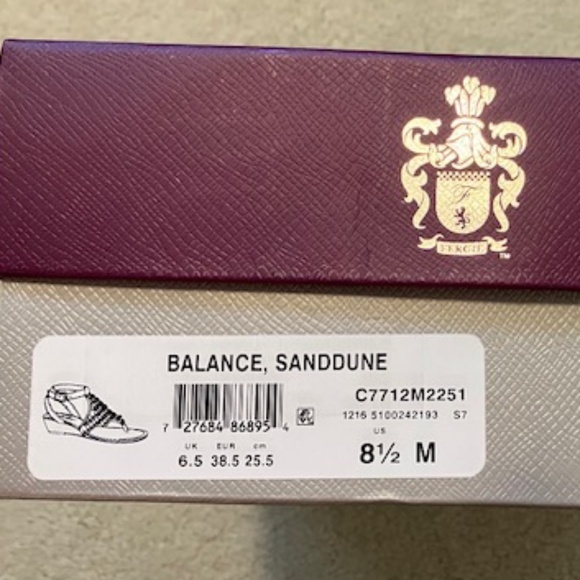 F
FERGIE
TM
BALANCE, SANDDUNE
C7712M2251
7 27684 86895 4
1216 5100242193 S7
UK EUR cm
6.5 38.5 25.5
US
8½ M